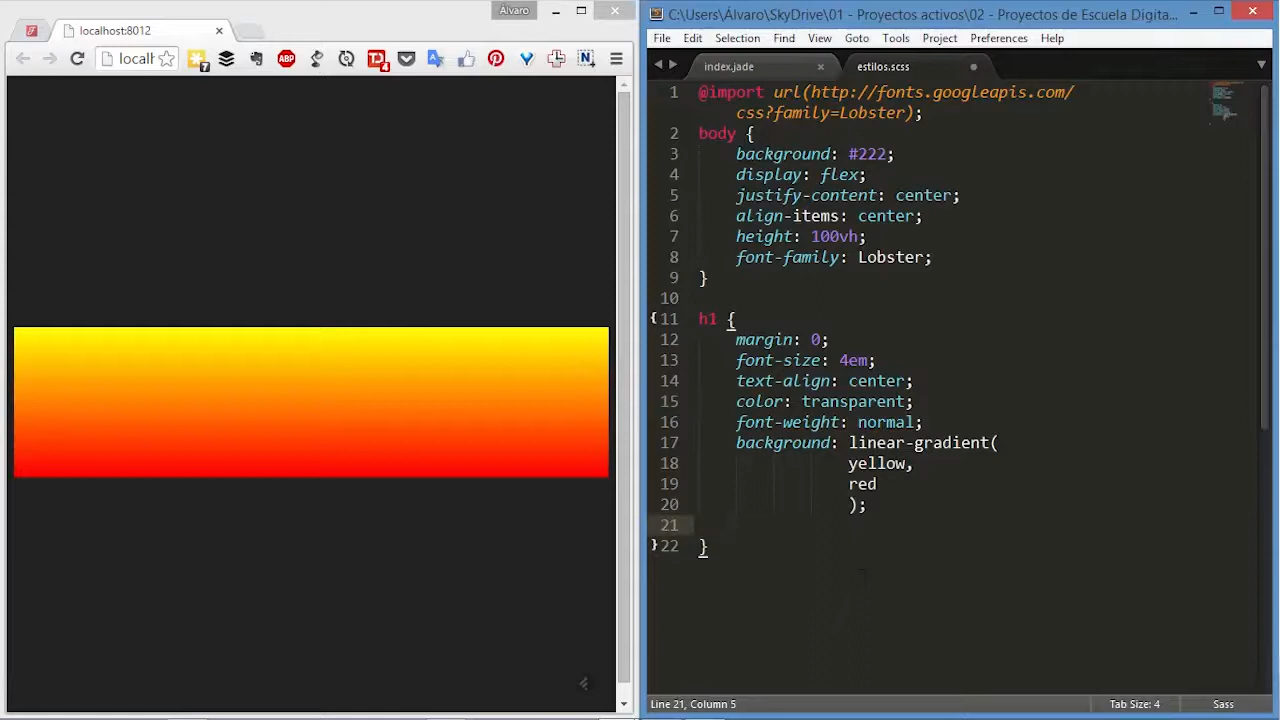 Álvaro
localhost:8012
localh
ABP
7
4
N
C:\Users\Álvaro\SkyDrive\01 - Proyectos activos\02 - Proyectos de Escuela Digita...
File Edit Selection Find View Goto Tools Project Preferences Help
index.jade
estilos.scss
1 @import url(http://fonts.googleapis.com/
css?family=Lobster);
2 body {
3 background: #222;
4 display: flex;
5 justify-content: center;
6 align-items: center;
7 height: 100vh;
8 font-family: Lobster;
9 }
10
11 h1 {
12 margin: 0;
13 font-size: 4em;
14 text-align: center;
15 color: transparent;
16 font-weight: normal;
17 background: linear-gradient(
18 yellow,
19 red
20 );
21
22 }
Line 21, Column 5
Tab Size: 4
Sass